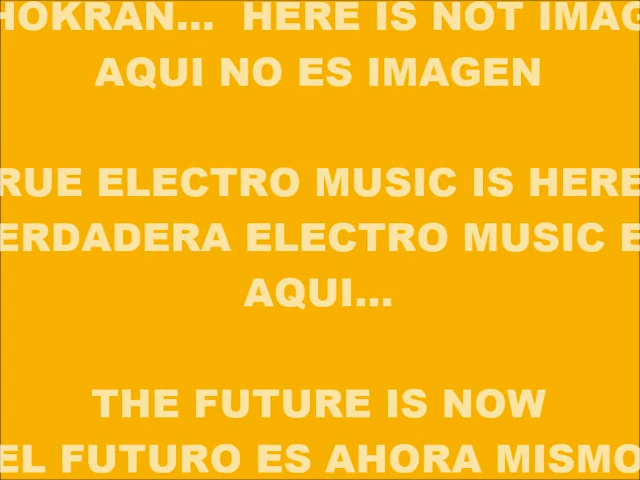 HOKRAN... HERE IS NOT IMAG
AQUI NO ES IMAGEN
RUE ELECTRO MUSIC IS HERE
ERDADERA ELECTRO MUSIC E
AQUI...
THE FUTURE IS NOW
EL FUTURO ES AHORA MISMO